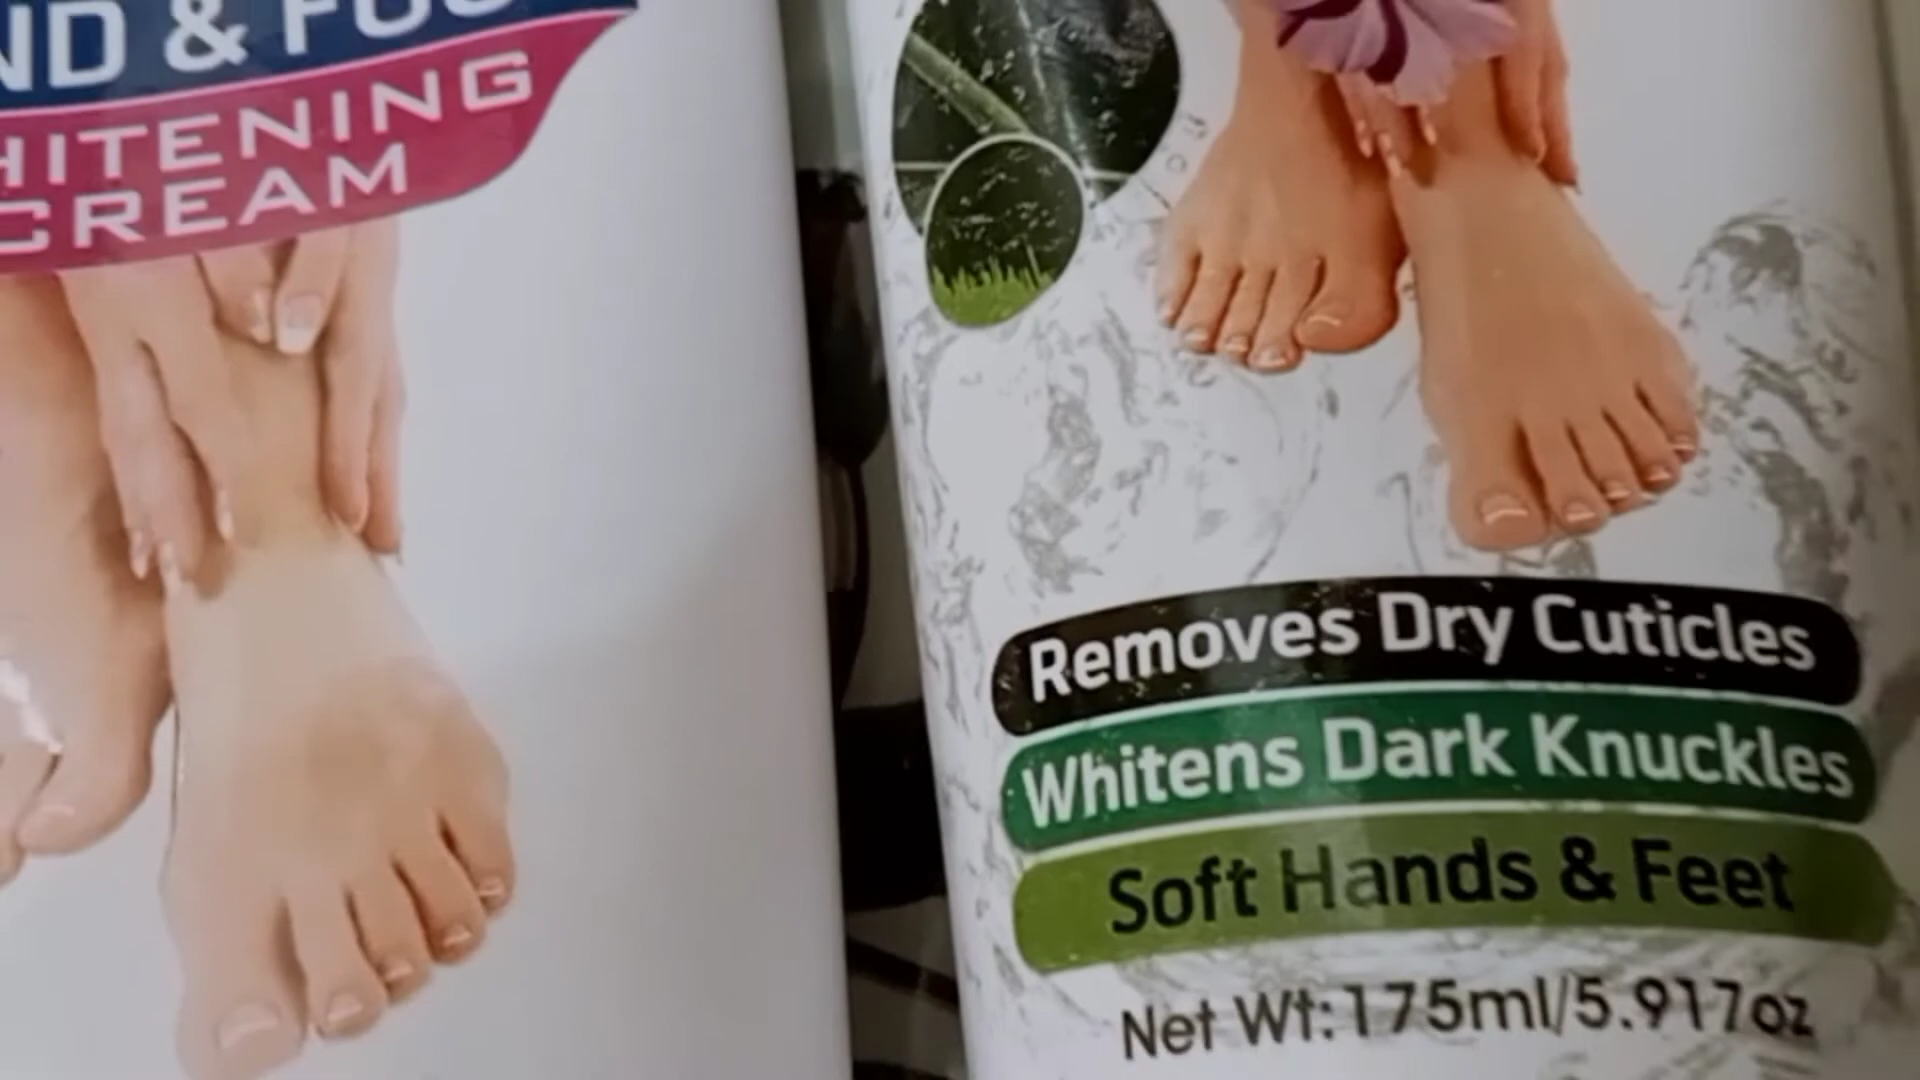 ND & FOO
HITENING
CREAM
Removes Dry Cuticles
Whitens Dark Knuckles
Soft Hands & Feet
Net Wt:175ml/5.917oz